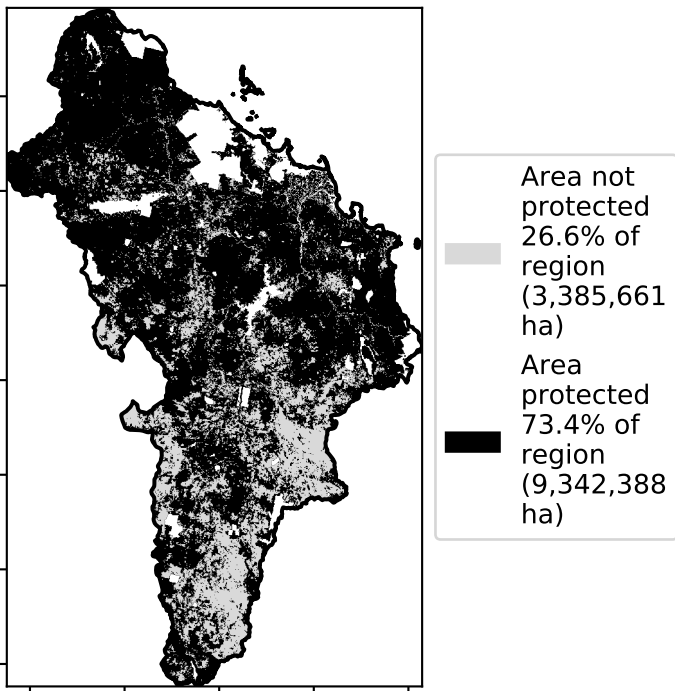 Area not
protected
26.6% of
region
(3,385,661
ha)
Area
protected
73.4% of
region
(9,342,388
ha)